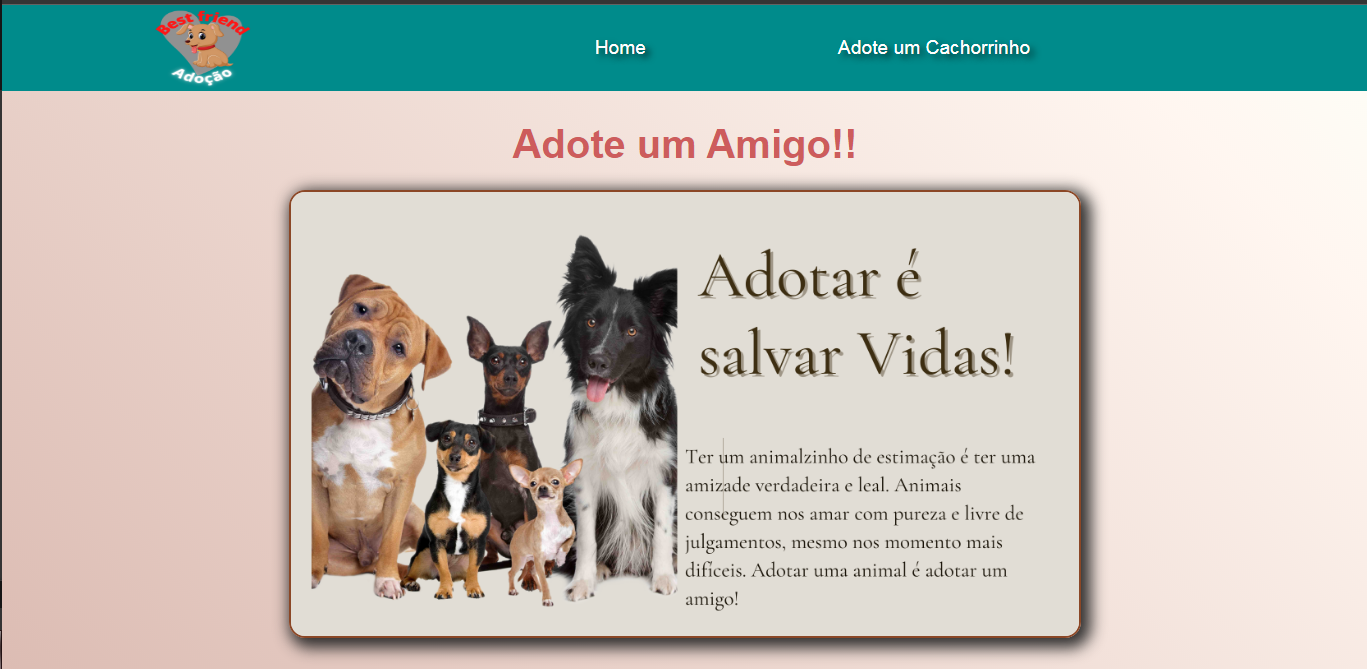 Best friend
Adoção
Home
Adote um Cachorrinho
Adote um Amigo!!
Adotar é
salvar Vidas!
Ter um animalzinho de estimação é ter uma
amizade verdadeira e leal. Animais
conseguem nos amar com pureza e livre de
julgamentos, mesmo nos momento mais
difíceis. Adotar uma animal é adotar um
amigo!